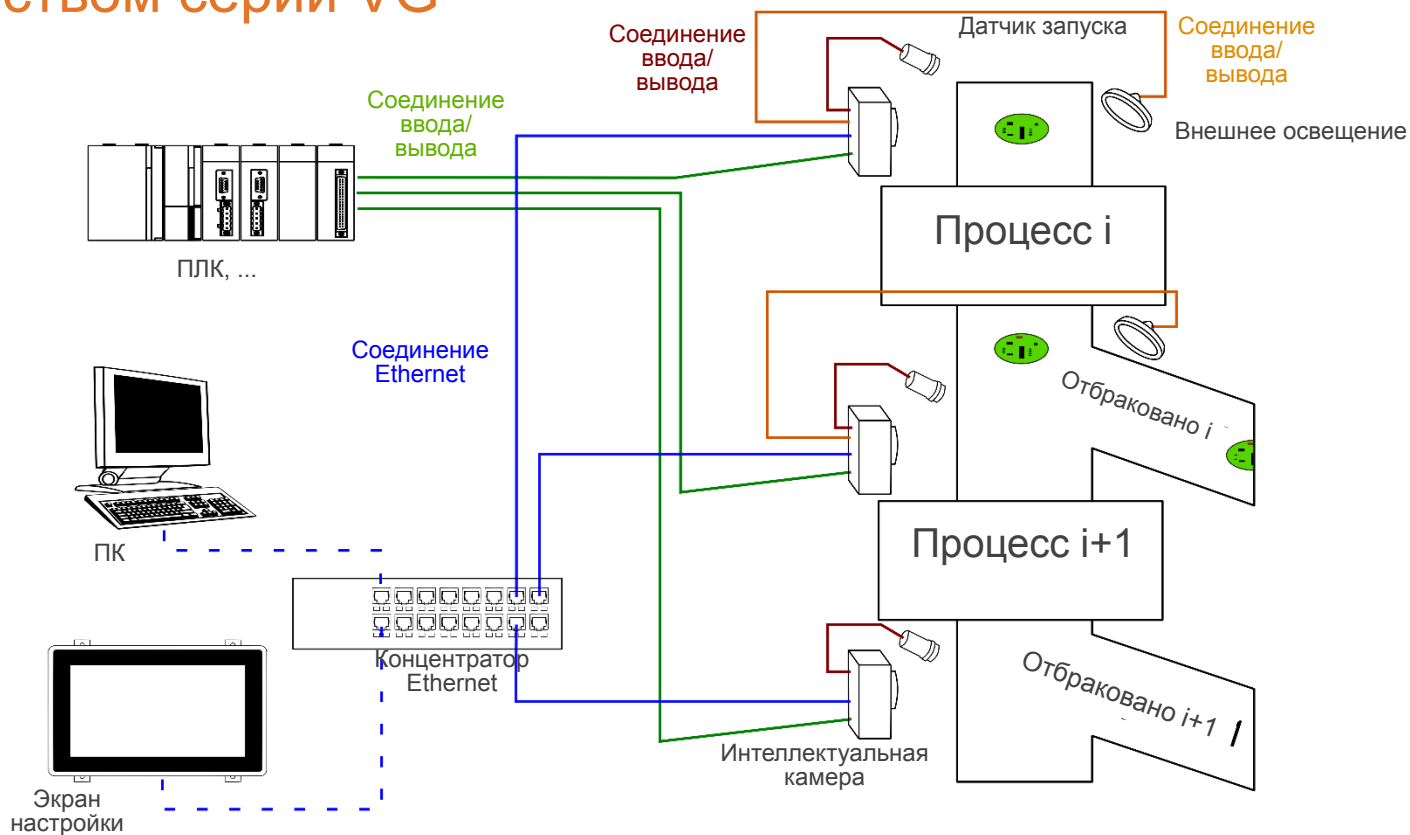 ством серии VG
Соединение
ввода/
вывода
Датчик запуска
Соединение
ввода/
вывода
Внешнее освещение
Соединение
ввода/
вывода
ПЛК, ...
Процесс i
Соединение
Ethernet
Отбраковано i
ПК
Процесс i+1
Концентратор
Ethernet
Отбраковано i+1
Интеллектуальная
камера
Экран
настройки